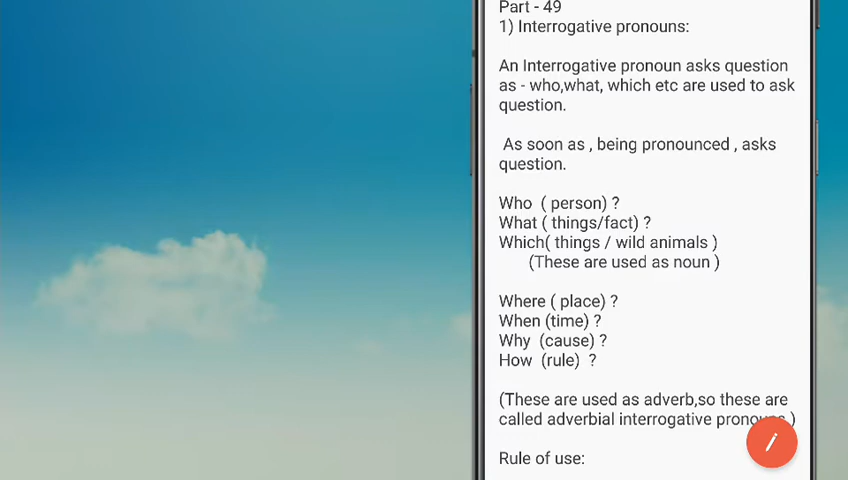 Part - 49
1) Interrogative pronouns:
An Interrogative pronoun asks question
as - who,what, which etc are used to ask
question.
As soon as , being pronounced , asks
question.
Who ( person) ?
What ( things/fact) ?
Which( things / wild animals )
(These are used as noun )
Where ( place) ?
When (time) ?
Why (cause) ?
How (rule) ?
(These are used as adverb,so these are
called adverbial interrogative pronouns )
Rule of use: